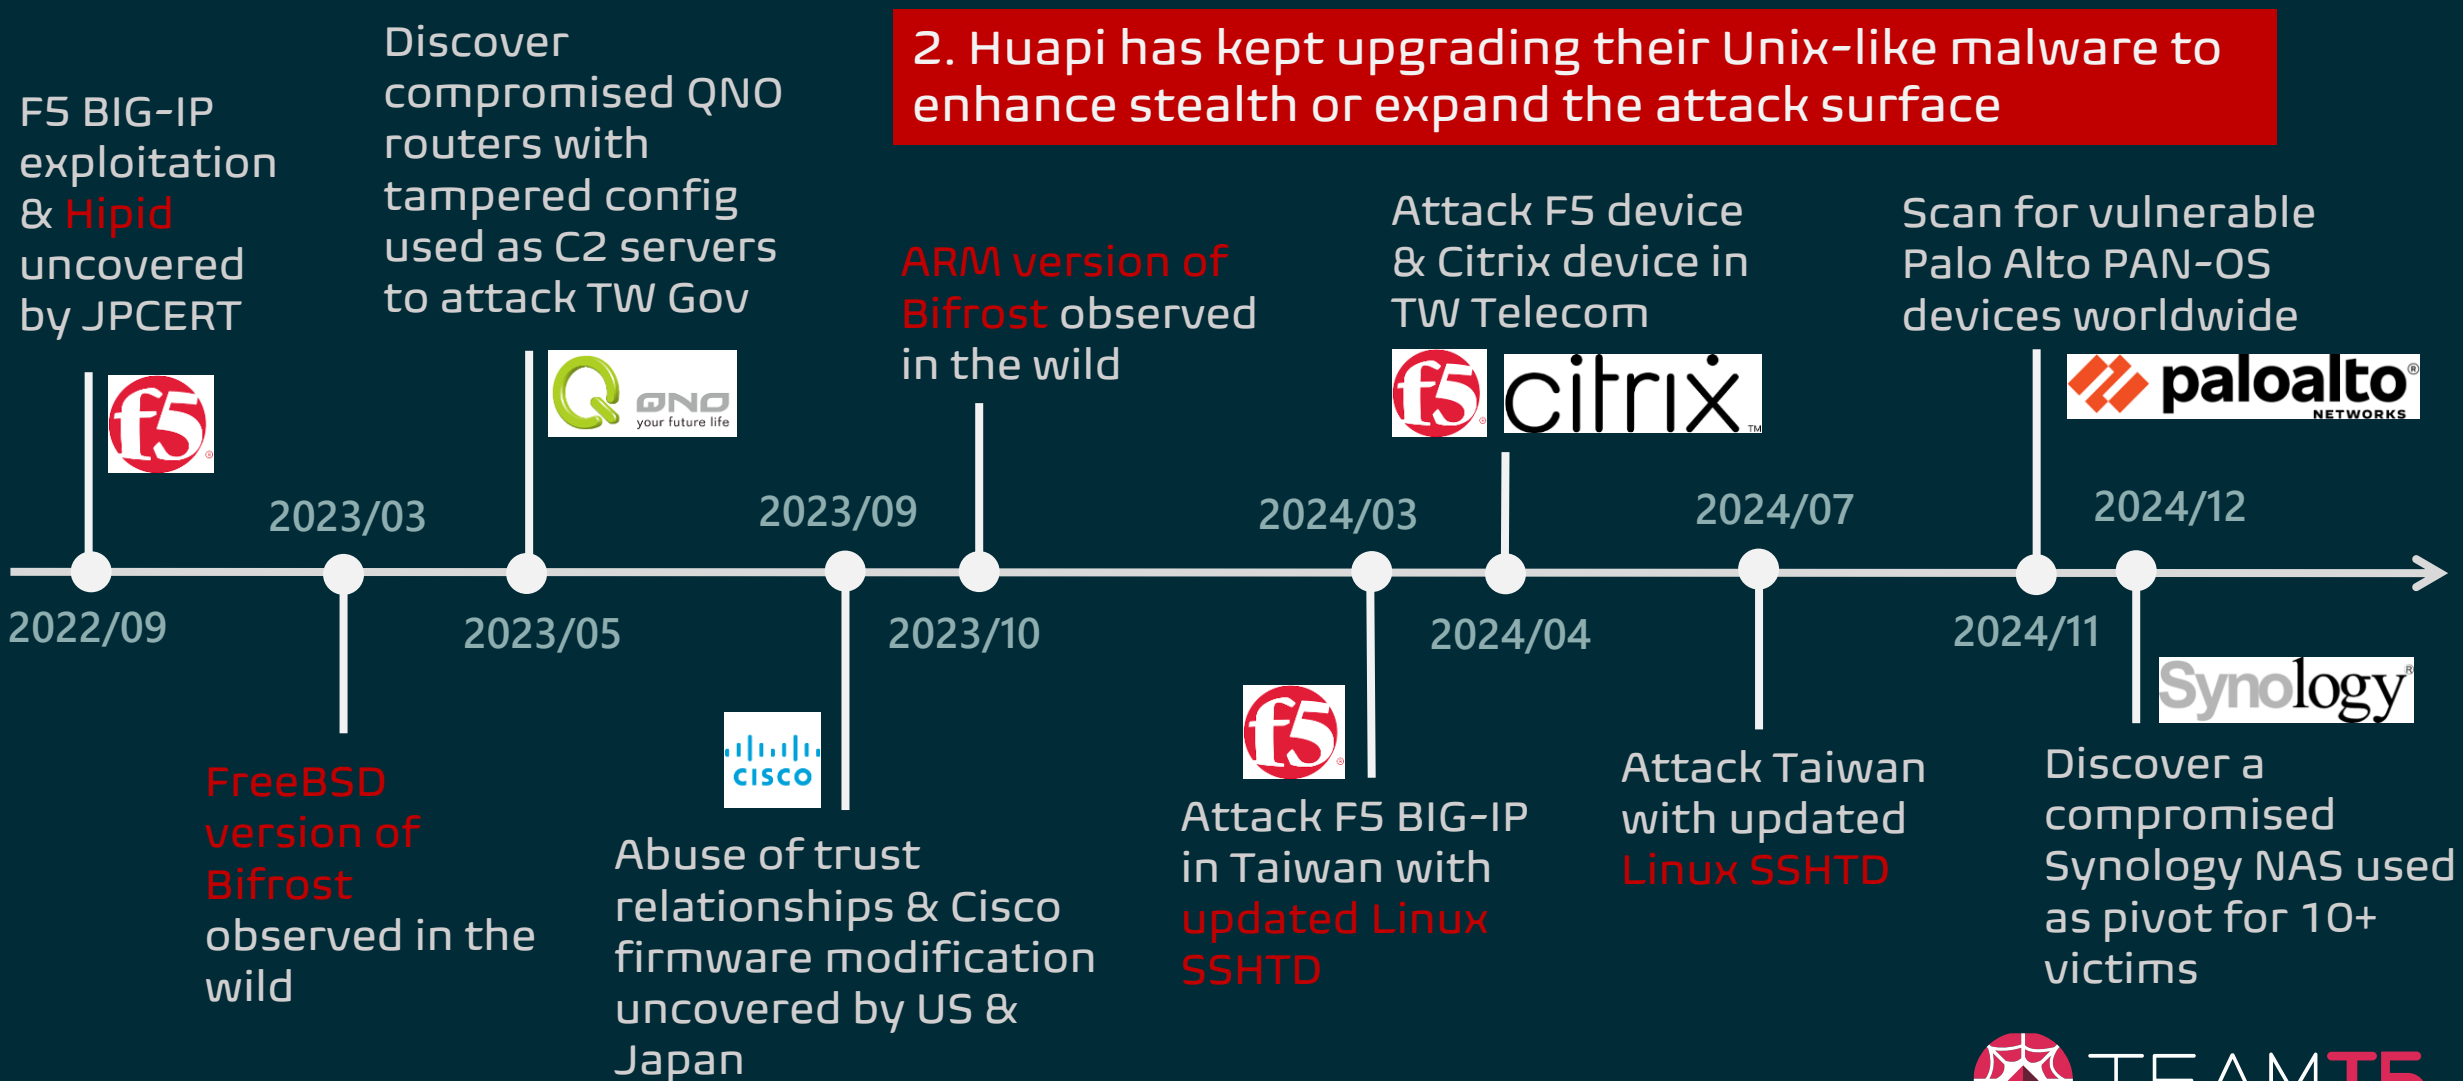 2. Huapi has kept upgrading their Unix-like malware to
enhance stealth or expand the attack surface
F5 BIG-IP
exploitation
& Hipid
uncovered
by JPCERT
f5
2022/09
2023/03
FreeBSD
version of
Bifrost
observed in the
wild
Discover
compromised QNO
routers with
tampered config
used as C2 servers
to attack TW Gov
Q QNO
your future life
2023/05
2023/09
CISCO
Abuse of trust
relationships & Cisco
firmware modification
uncovered by US &
Japan
ARM version of
Bifrost observed
in the wild
2023/10
2024/03
f5
Attack F5 BIG-IP
in Taiwan with
updated Linux
SSHTD
Attack F5 device
& Citrix device in
TW Telecom
f5 citrix™
2024/04
2024/07
Attack Taiwan
with updated
Linux SSHTD
Scan for vulnerable
Palo Alto PAN-OS
devices worldwide
paloalto®
NETWORKS
2024/11
2024/12
Synology®
Discover a
compromised
Synology NAS used
as pivot for 10+
victims
TEAMT5